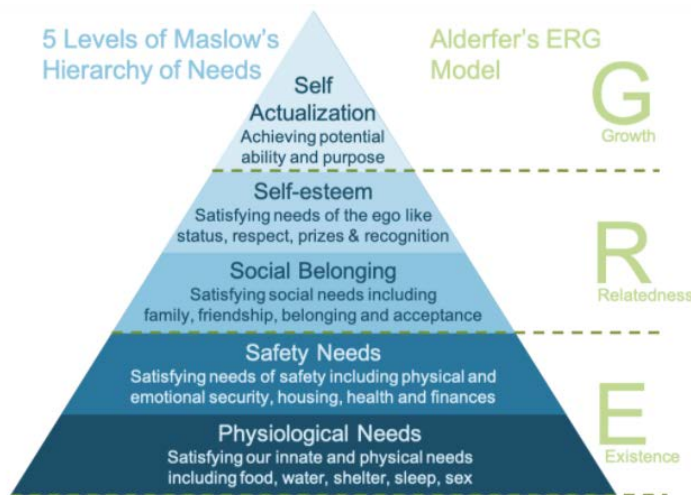 5 Levels of Maslow's
Hierarchy of Needs
Alderfer's ERG
Model
Self
Actualization
Achieving potential
ability and purpose
G
Growth
Self-esteem
Satisfying needs of the ego like
status, respect, prizes & recognition
Social Belonging
Satisfying social needs including
family, friendship, belonging and acceptance
R
Relatedness
Safety Needs
Satisfying needs of safety including physical and
emotional security, housing, health and finances
Physiological Needs
Satisfying our innate and physical needs
including food, water, shelter, sleep, sex
E
Existence